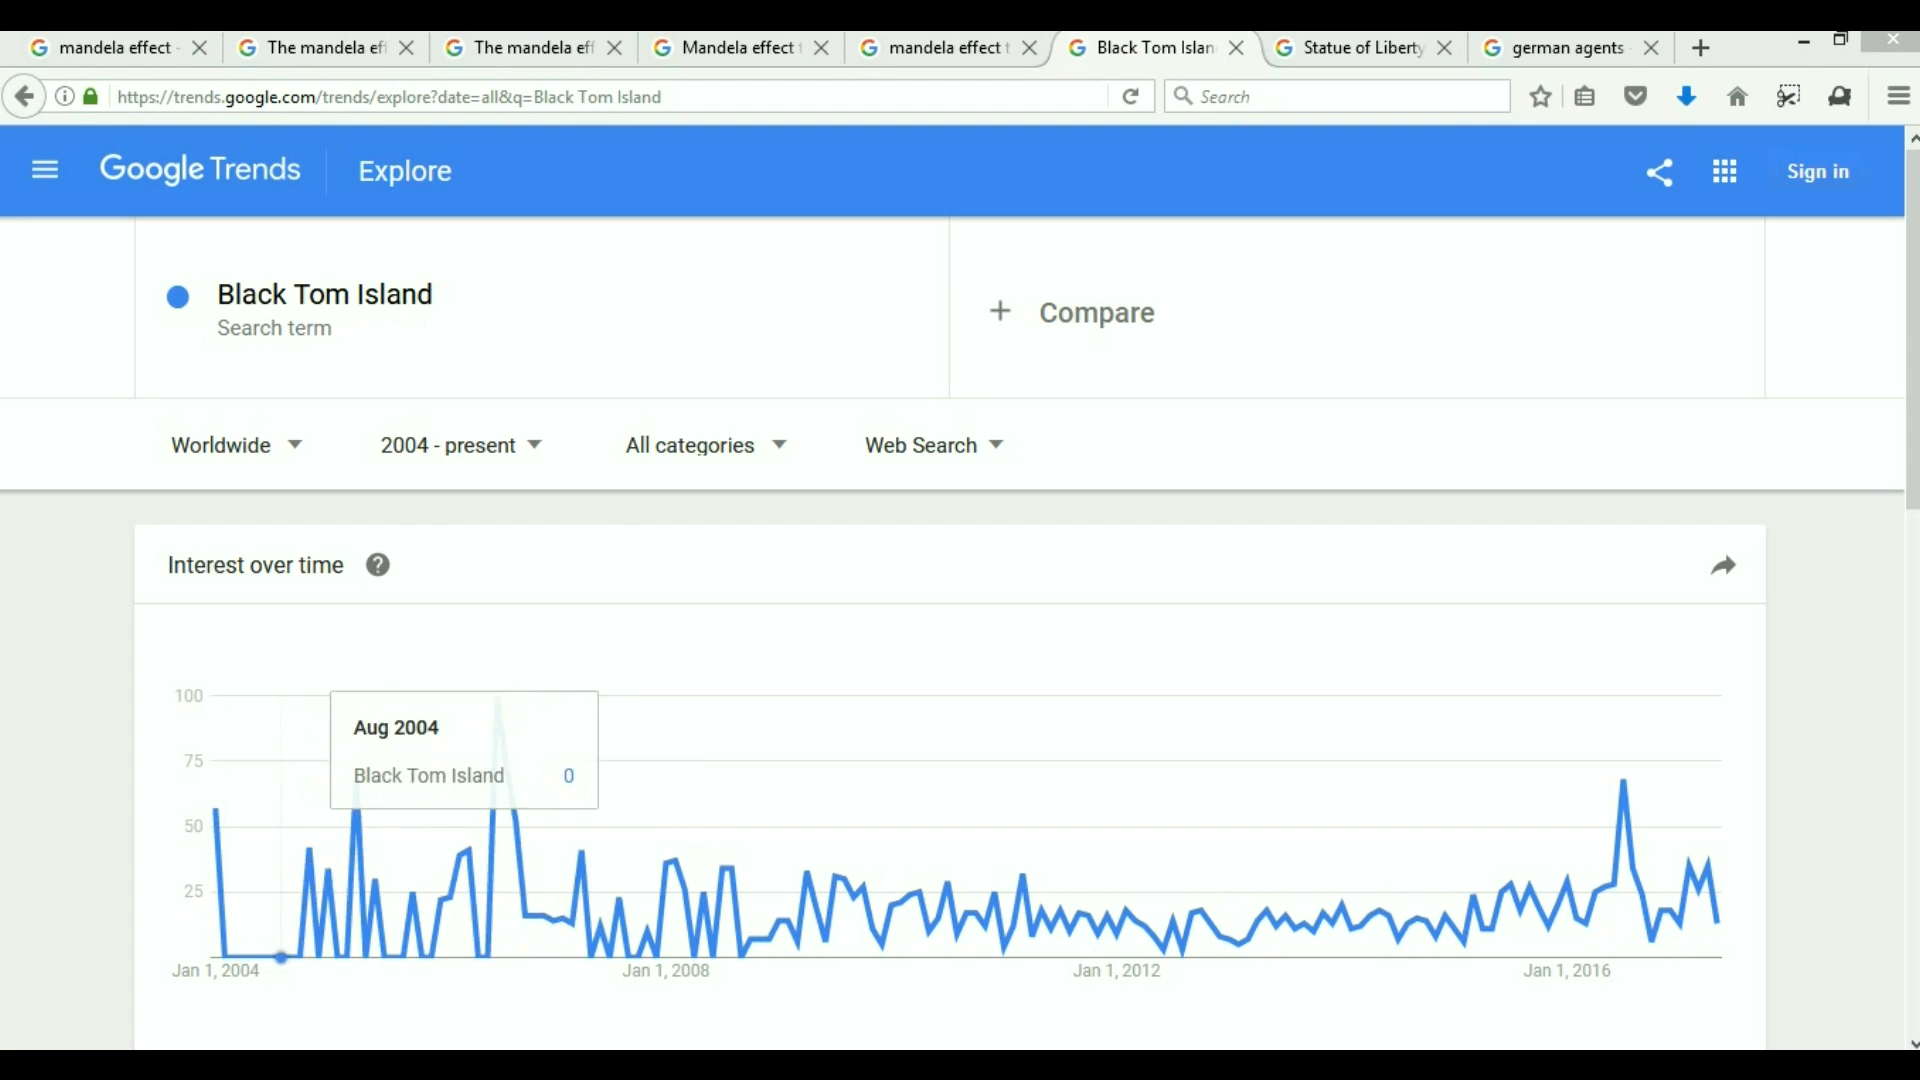 mandela effect -
The mandela eff
The mandela eff
Mandela effect t
mandela effect t
Black Tom Islan
Statue of Liberty
german agents
https://trends.google.com/trends/explore?date=all&q=Black Tom Island
Search
Google Trends
Explore
Sign in
Black Tom Island
Search term
+ Compare
Worldwide
2004 - present
All categories
Web Search
Interest over time
100
75
50
25
Aug 2004
Black Tom Island 0
Jan 1, 2004
Jan 1, 2008
Jan 1, 2012
Jan 1, 2016